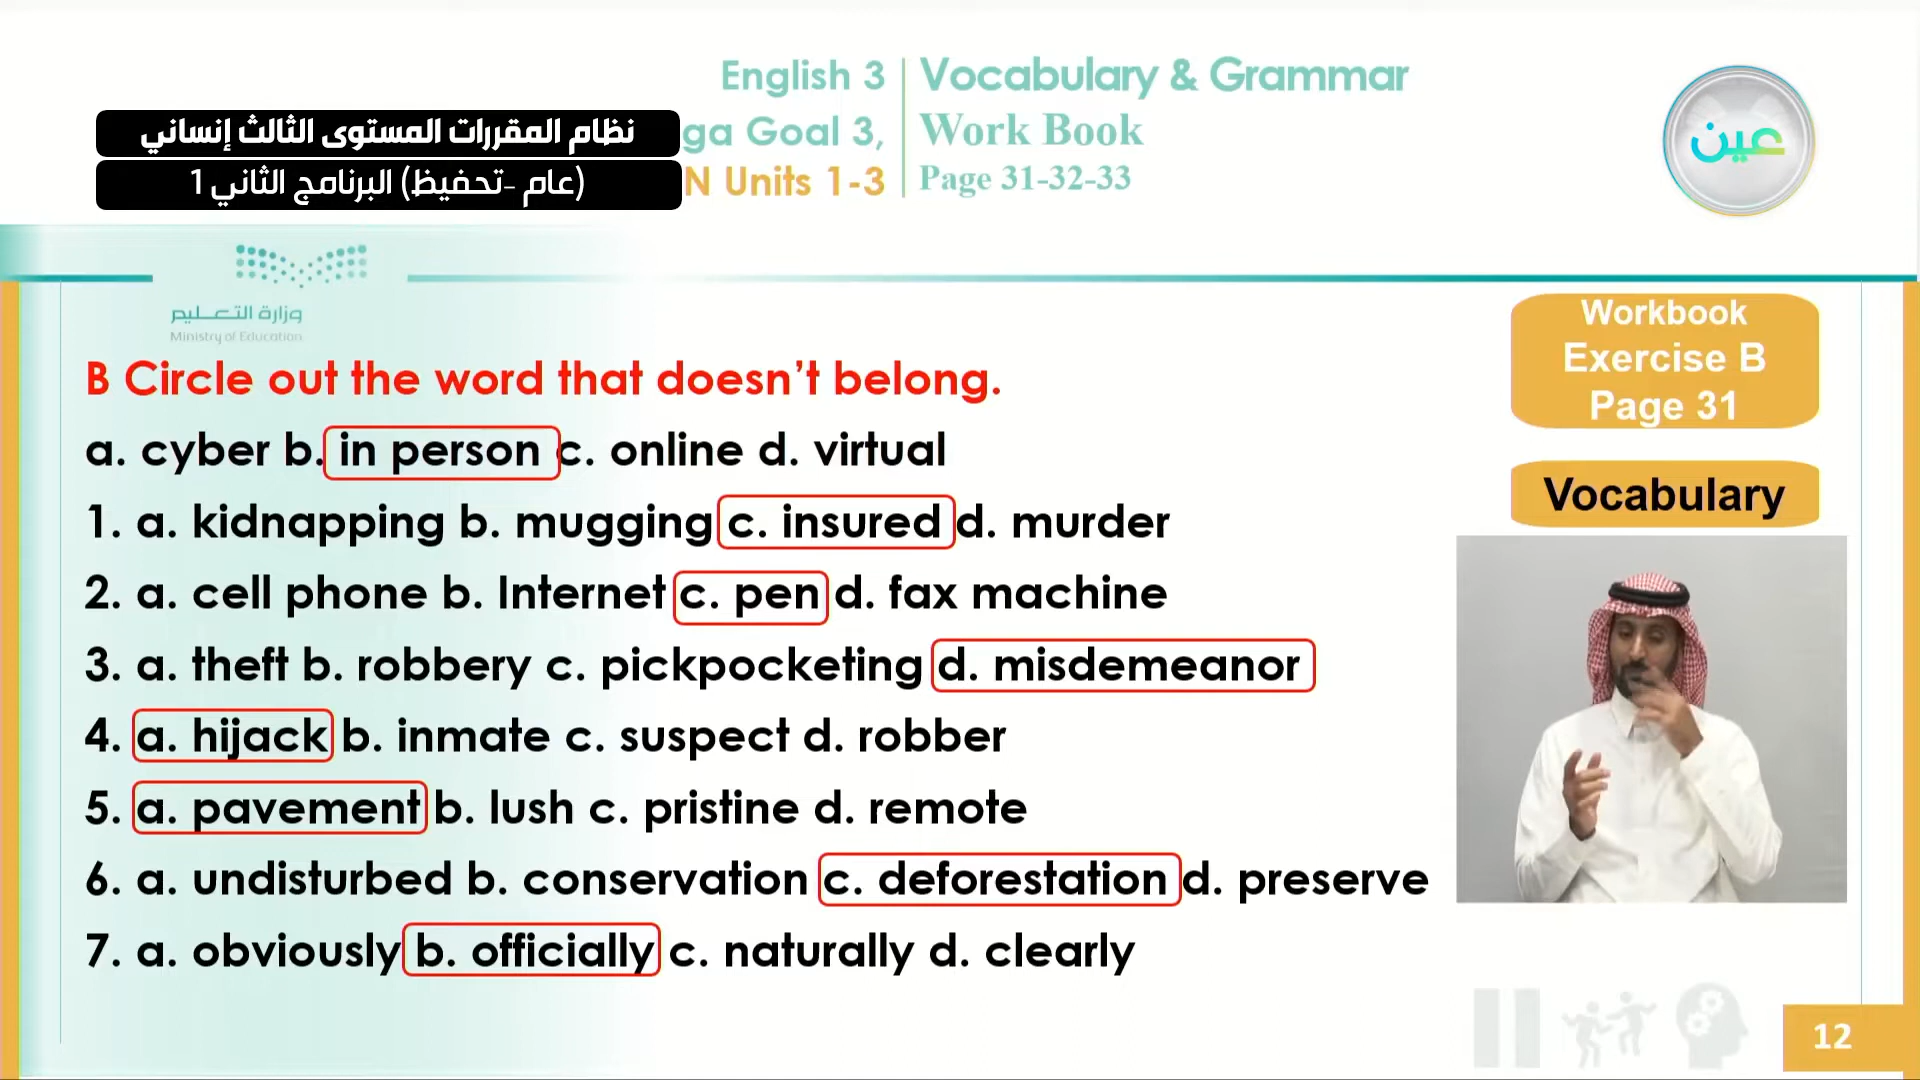 English 3
Vocabulary & Grammar
نظام المقررات المستوى الثالث إنساني
ga Goal 3,
Work Book
(عام -تحفيظ) البرنامج الثاني 1
N Units 1-3
Page 31-32-33
عين
وزارة التعليم
Ministry of Education
Workbook
Exercise B
Page 31
B Circle out the word that doesn’t belong.
a. cyber b. in person c. online d. virtual
Vocabulary
1. a. kidnapping b. mugging c. insured d. murder
2. a. cell phone b. Internet c. pen d. fax machine
3. a. theft b. robbery c. pickpocketing d. misdemeanor
4. a. hijack b. inmate c. suspect d. robber
5. a. pavement b. lush c. pristine d. remote
6. a. undisturbed b. conservation c. deforestation d. preserve
7. a. obviously b. officially c. naturally d. clearly
12